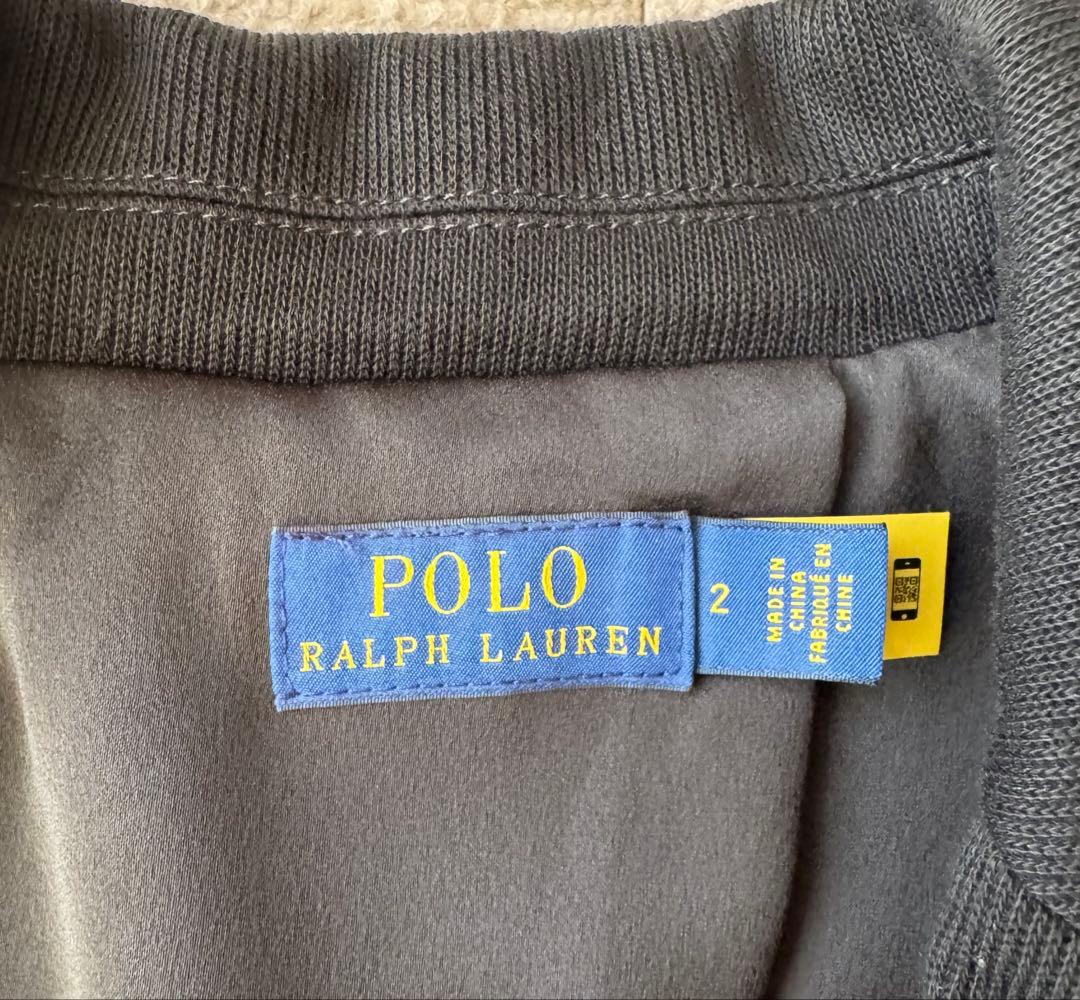 POLO
RALPH LAUREN
2
MADE IN
CHINA
FABRIQUÉ EN
CHINE